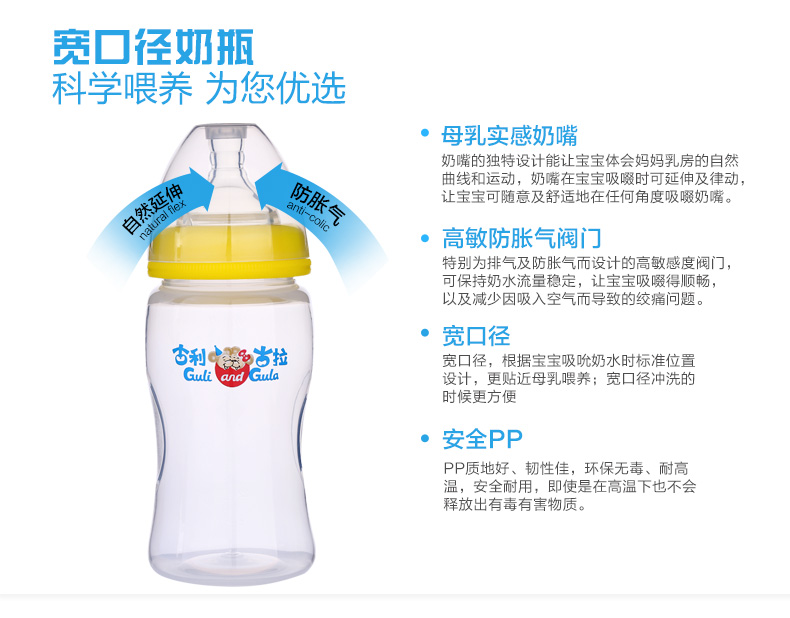 宽口径奶瓶
科学喂养 为您优选
自然延伸
natural flex
防胀气
anti-colic
古利 古拉
Guli and Gula
• 母乳实感奶嘴
奶嘴的独特设计能让宝宝体会妈妈乳房的自然
曲线和运动，奶嘴在宝宝吸啜时可延伸及律动，
让宝宝可随意及舒适地在任何角度吸啜奶嘴。
• 高敏防胀气阀门
特别为排气及防胀气而设计的高敏感度阀门，
可保持奶水流量稳定，让宝宝吸啜得顺畅，
以及减少因吸入空气而导致的绞痛问题。
• 宽口径
宽口径，根据宝宝吸吮奶水时标准位置
设计，更贴近母乳喂养；宽口径冲洗的
时候更方便
• 安全PP
PP质地好、韧性佳，环保无毒、耐高
温，安全耐用，即使是在高温下也不会
释放出有毒有害物质。